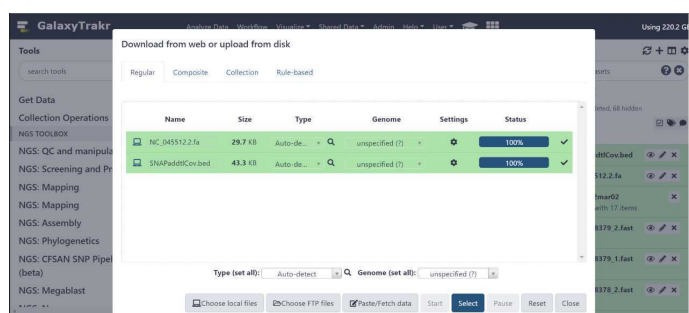 GalaxyTrakr
Analyze Data Workflow Visualize Shared Data Admin Help User
Using 220.2 GB
Tools
search tools
Get Data
Collection Operations
NGS TOOLBOX
NGS: QC and manipula
NGS: Screening and Pr
NGS: Mapping
NGS: Mapping
NGS: Assembly
NGS: Phylogenetics
NGS: CFSAN SNP Pipel
(beta)
NGS: Megablast
Download from web or upload from disk
Regular Composite Collection Rule-based
Name Size Type Genome Settings Status
NC_045512.2.fa 29.7 KB Auto-de... unspecified (?) 100%
SNAPaddtlCov.bed 43.3 KB Auto-de... unspecified (?) 100%
Type (set all): Auto-detect Genome (set all): unspecified (?)
Choose local files Choose FTP files Paste/Fetch data Start Select Pause Reset Close
asets
leted, 68 hidden
dtlCov.bed
512.2.fa
2mar02
with 17 items
8379_2.fast
8379_1.fast
8378_2.fast